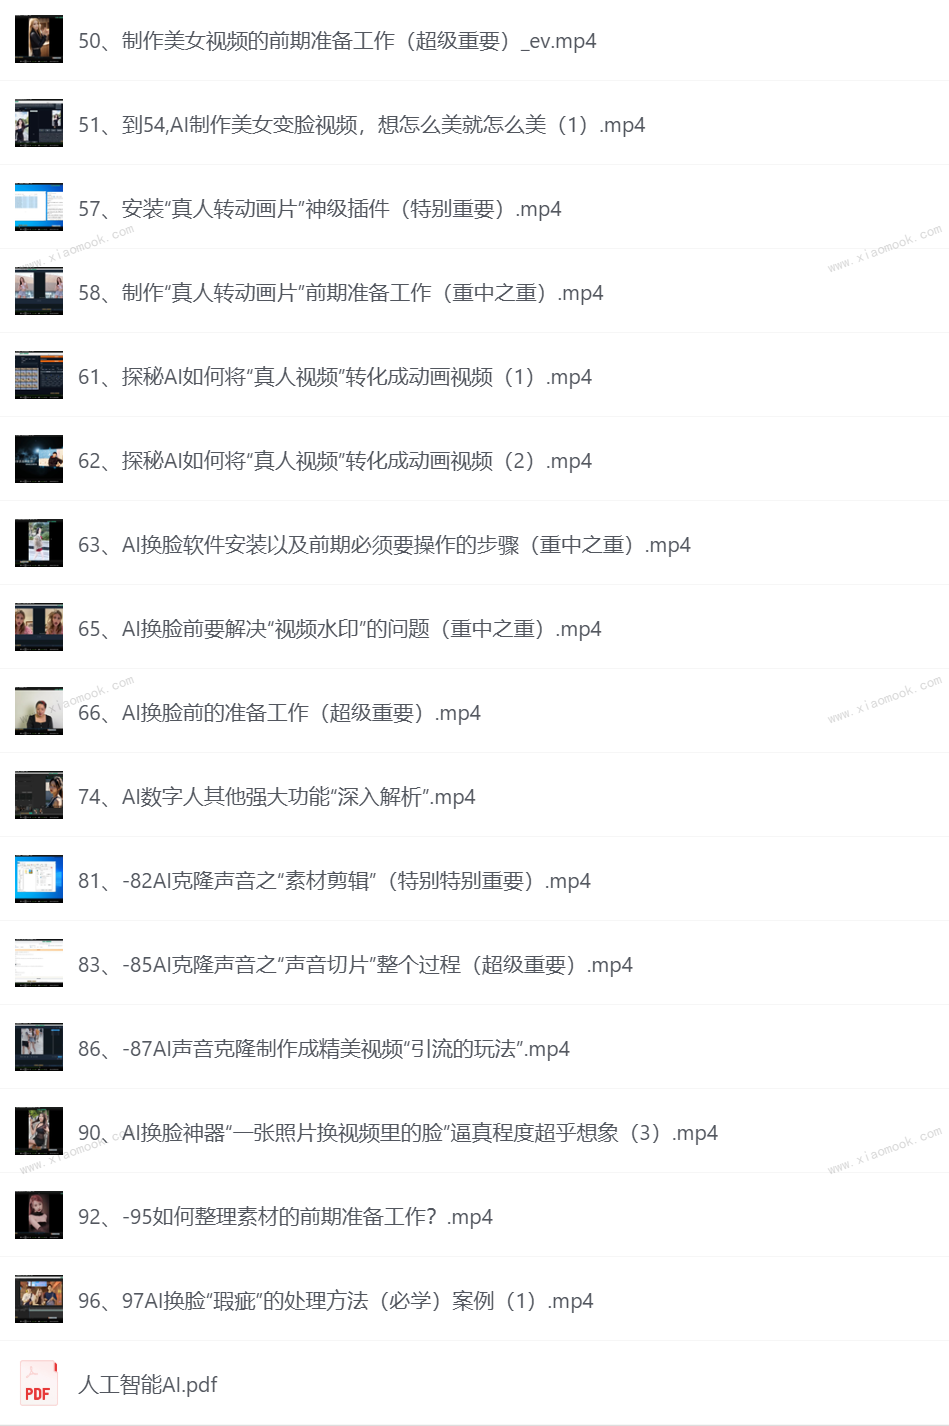 50、制作美女视频的前期准备工作（超级重要）_ev.mp4
51、到54,AI制作美女变脸视频，想怎么美就怎么美（1）.mp4
57、安装“真人转动画片”神级插件（特别重要）.mp4
www.xiaomook.com
www.xiaomook.com
58、制作“真人转动画片”前期准备工作（重中之重）.mp4
61、探秘AI如何将“真人视频”转化成动画视频（1）.mp4
62、探秘AI如何将“真人视频”转化成动画视频（2）.mp4
63、AI换脸软件安装以及前期必须要操作的步骤（重中之重）.mp4
65、AI换脸前要解决“视频水印”的问题（重中之重）.mp4
www.xiaomook.com
www.xiaomook.com
66、AI换脸前的准备工作（超级重要）.mp4
74、AI数字人其他强大功能“深入解析”.mp4
81、-82AI克隆声音之“素材剪辑”（特别特别重要）.mp4
83、-85AI克隆声音之“声音切片”整个过程（超级重要）.mp4
86、-87AI声音克隆制作成精美视频“引流的玩法”.mp4
90、AI换脸神器“一张照片换视频里的脸”逼真程度超乎想象（3）.mp4
www.xiaomook.com
www.xiaomook.com
92、-95如何整理素材的前期准备工作？.mp4
96、97AI换脸“瑕疵”的处理方法（必学）案例（1）.mp4
PDF
人工智能AI.pdf